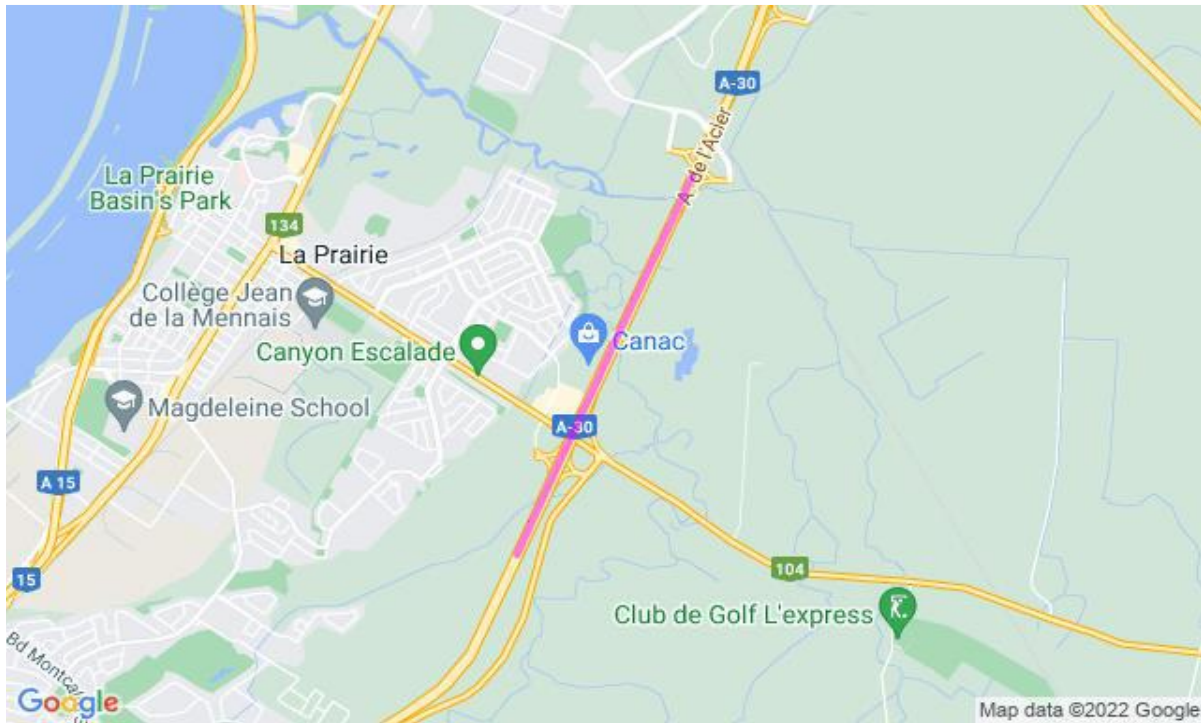 A-30
A. de l'Acier
La Prairie
Basin's Park
134
La Prairie
Collège Jean
de la Mennais
Canac
Canyon Escalade
Magdeleine School
A-30
A 15
104
15
Club de Golf L'express
K.
Bd Montca
Google
Map data ©2022 Google